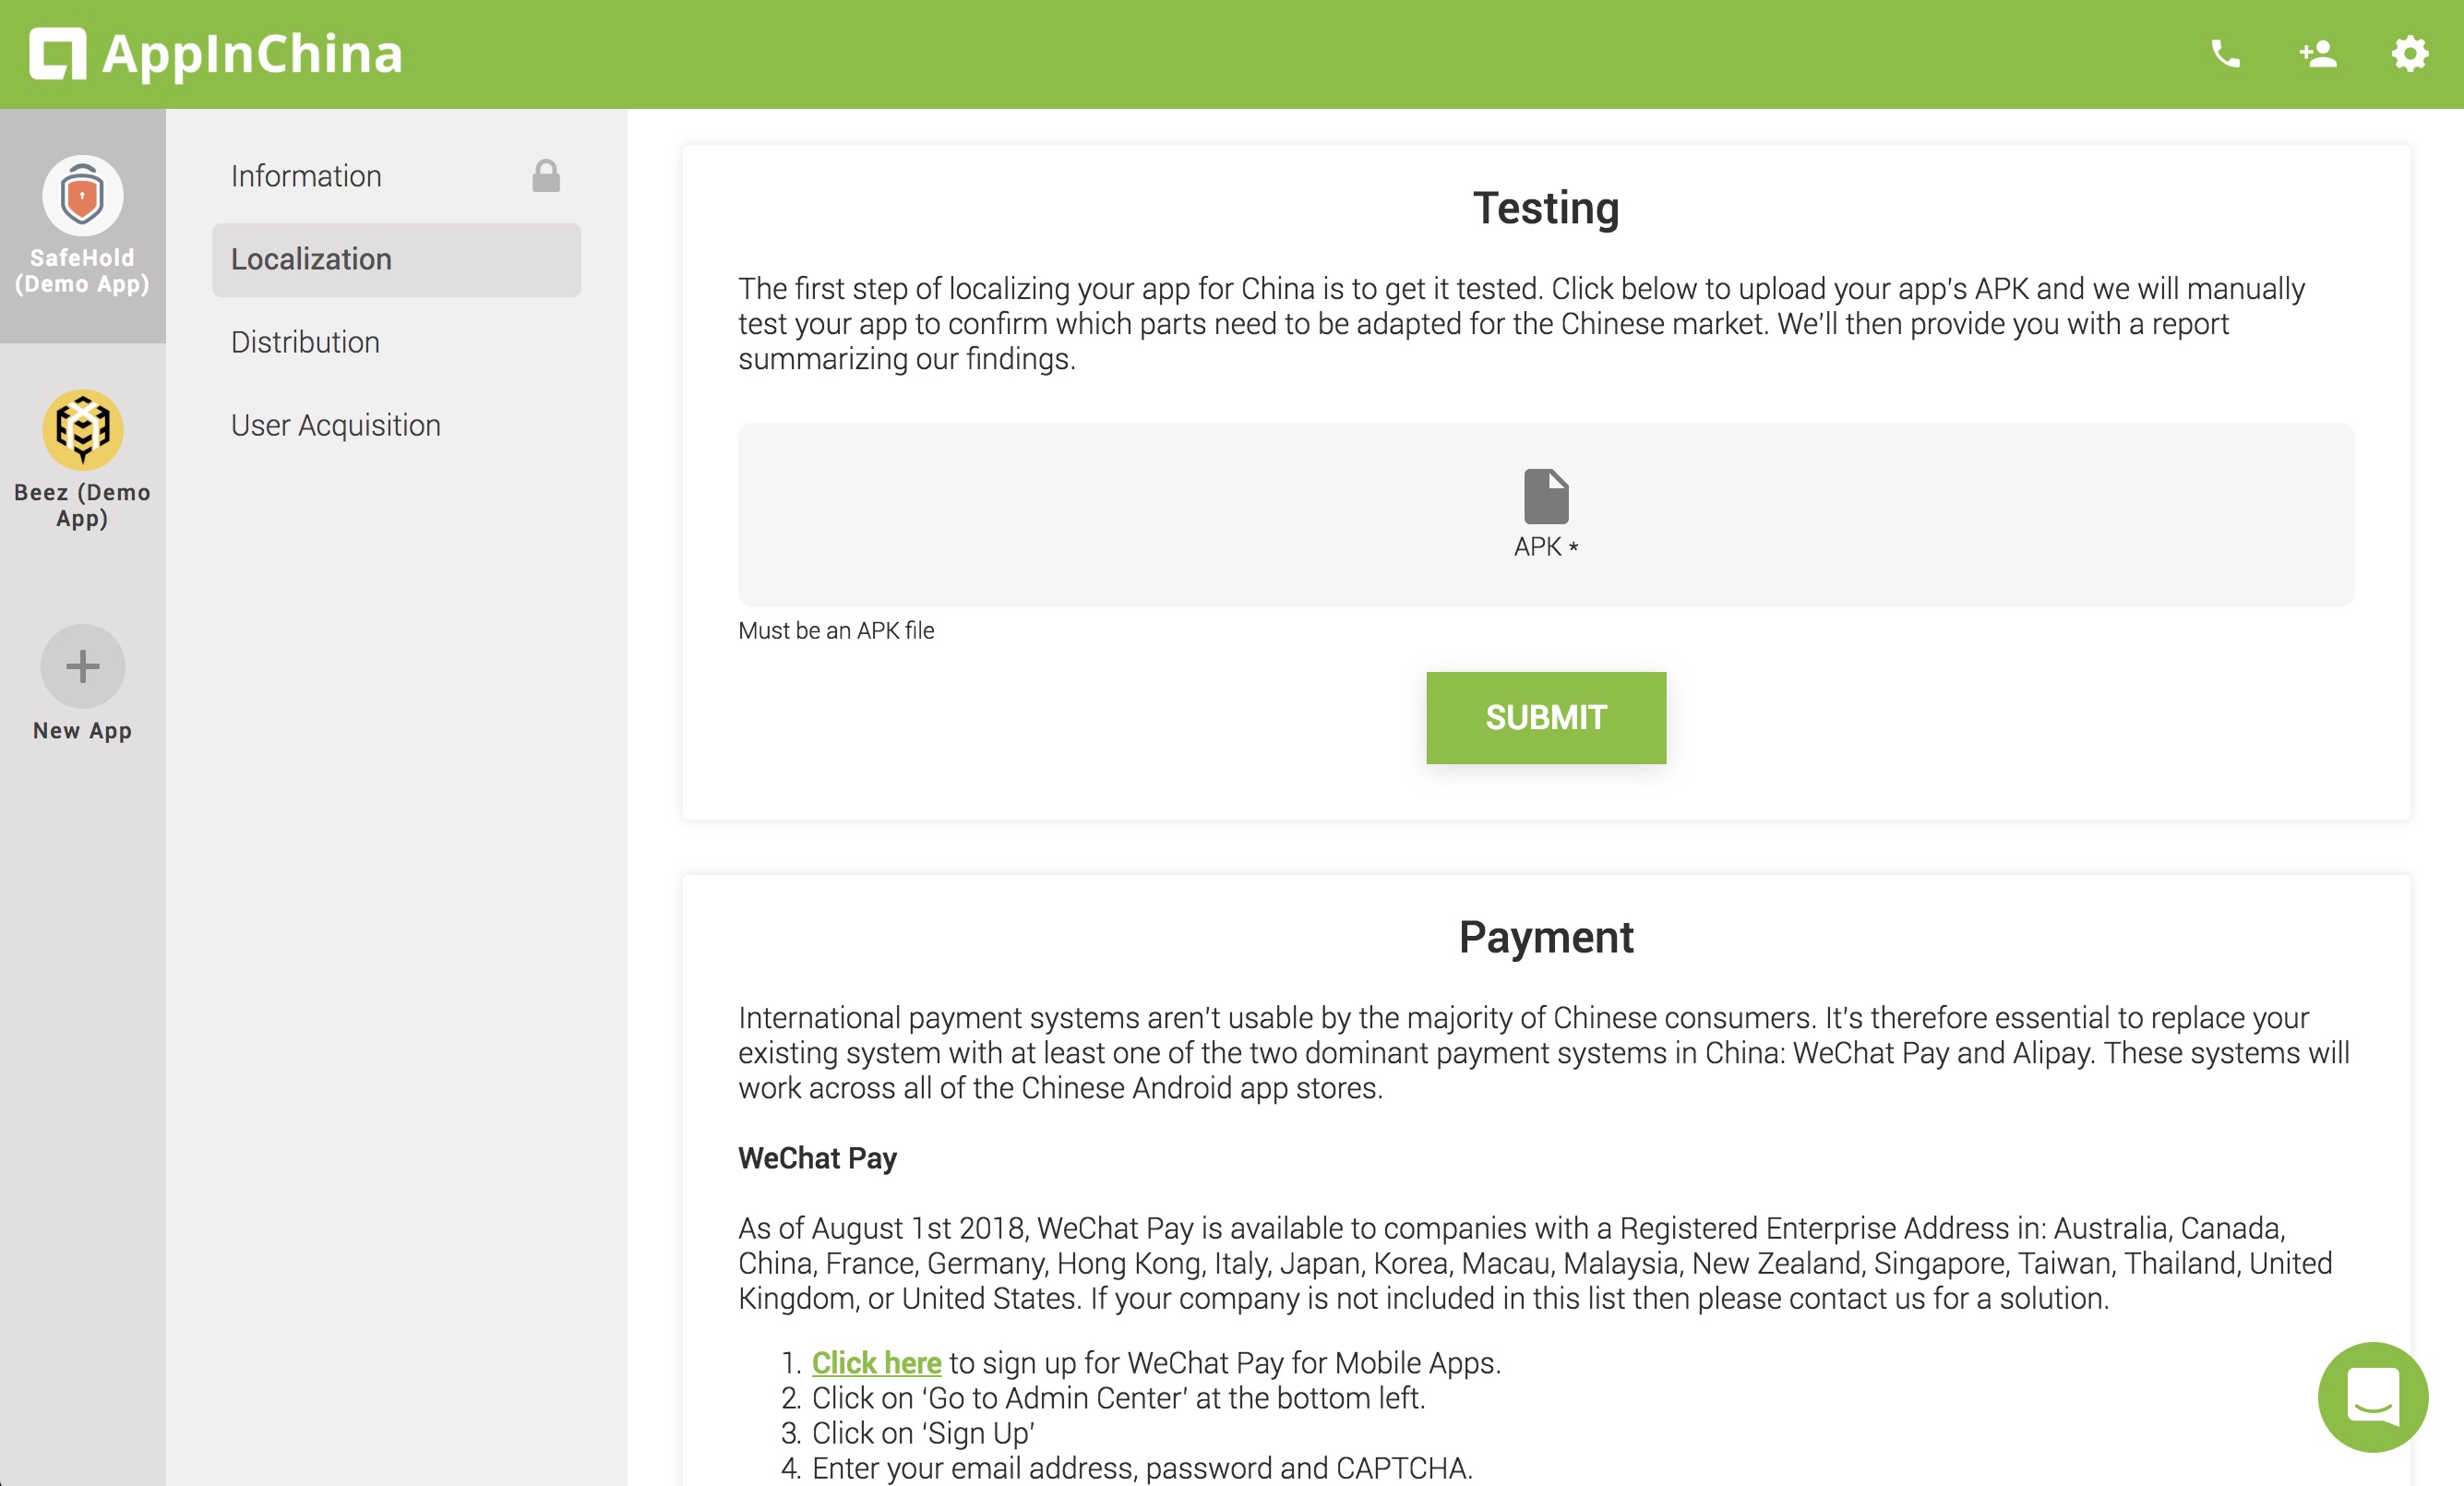 AppInChina
SafeHold
(Demo App)
Beez (Demo
App)
New App
Information
Localization
Distribution
User Acquisition
Testing
The first step of localizing your app for China is to get it tested. Click below to upload your app's APK and we will manually
test your app to confirm which parts need to be adapted for the Chinese market. We'll then provide you with a report
summarizing our findings.
APK *
Must be an APK file
SUBMIT
Payment
International payment systems aren't usable by the majority of Chinese consumers. It's therefore essential to replace your
existing system with at least one of the two dominant payment systems in China: WeChat Pay and Alipay. These systems will
work across all of the Chinese Android app stores.
WeChat Pay
As of August 1st 2018, WeChat Pay is available to companies with a Registered Enterprise Address in: Australia, Canada,
China, France, Germany, Hong Kong, Italy, Japan, Korea, Macau, Malaysia, New Zealand, Singapore, Taiwan, Thailand, United
Kingdom, or United States. If your company is not included in this list then please contact us for a solution.
1. Click here to sign up for WeChat Pay for Mobile Apps.
2. Click on ‘Go to Admin Center’ at the bottom left.
3. Click on ‘Sign Up’
4. Enter your email address, password and CAPTCHA.